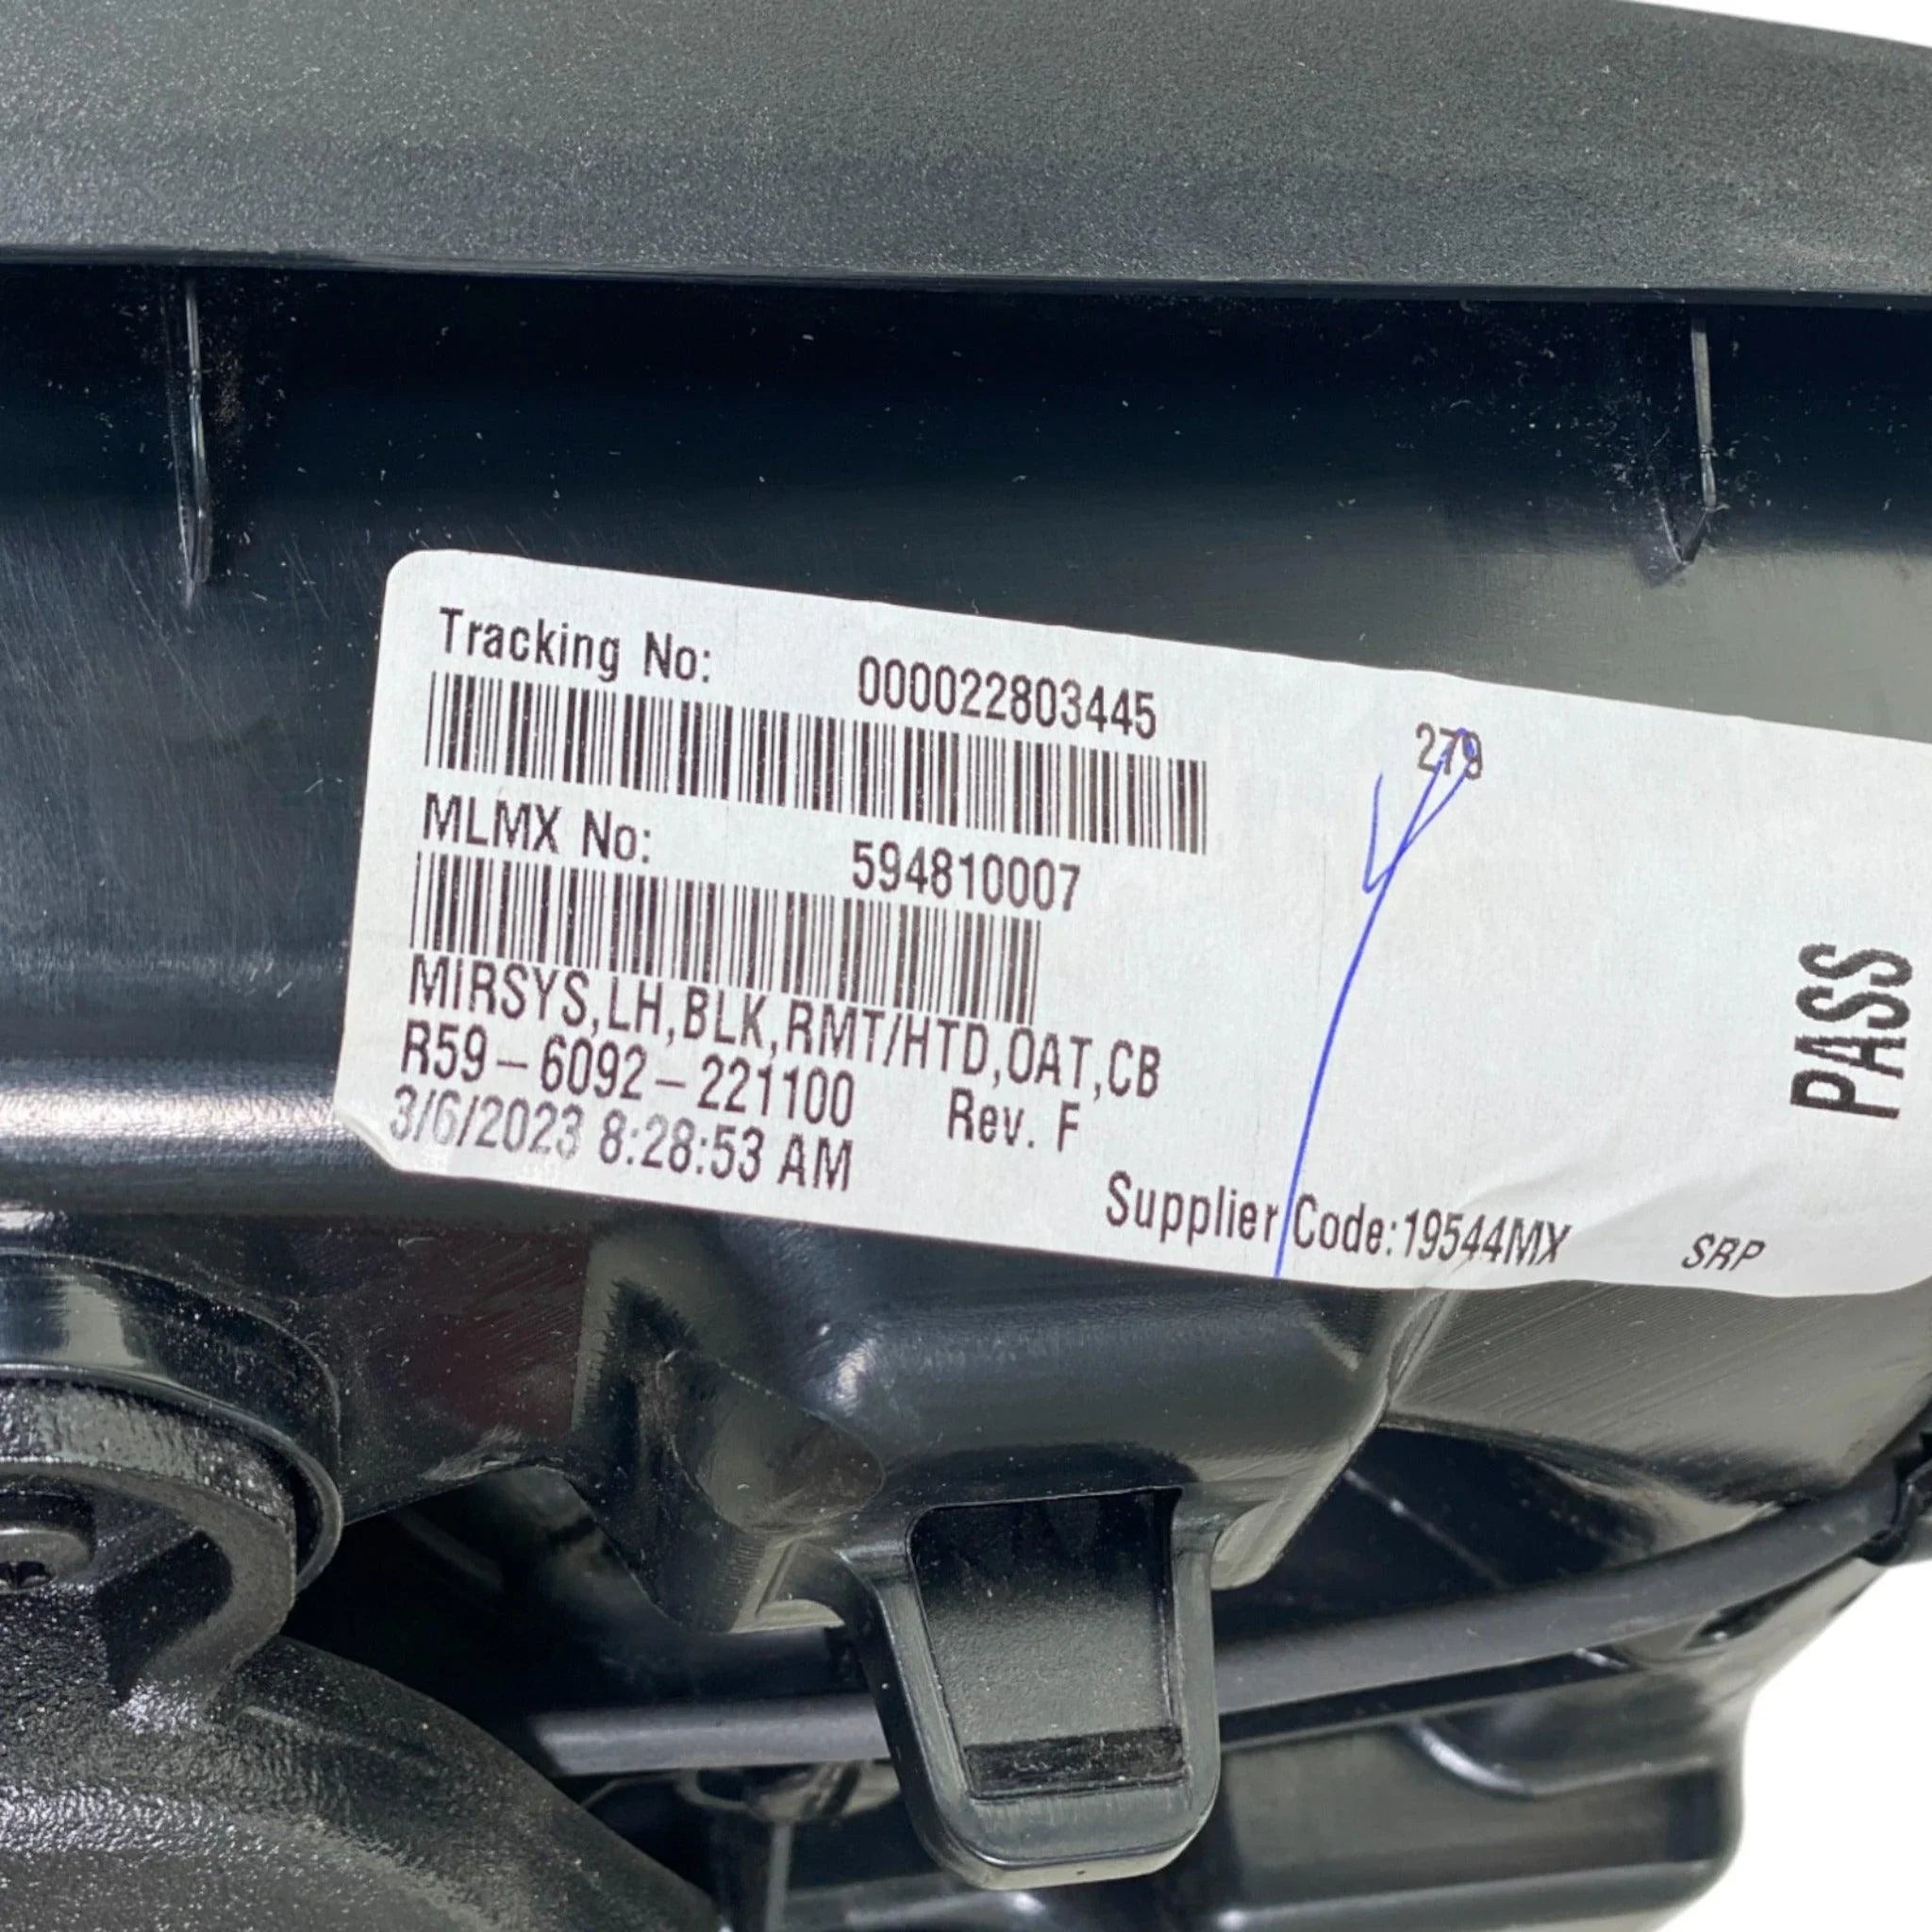 Tracking No: 000022803445
279
MLMX No: 594810007
MIRSYS,LH,BLK,RMT/HTD,OAT,CB
R59-6092-221100 Rev. F
3/6/2023 8:28:53 AM
Supplier Code:19544MX SRP
PASS